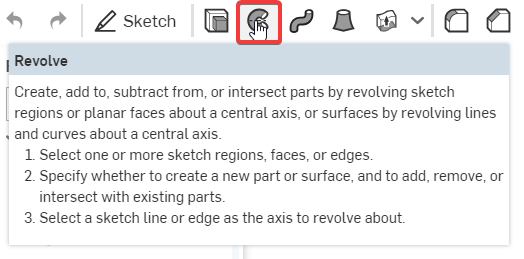 Sketch
Revolve
Create, add to, subtract from, or intersect parts by revolving sketch
regions or planar faces about a central axis, or surfaces by revolving lines
and curves about a central axis.
1. Select one or more sketch regions, faces, or edges.
2. Specify whether to create a new part or surface, and to add, remove, or
intersect with existing parts.
3. Select a sketch line or edge as the axis to revolve about.